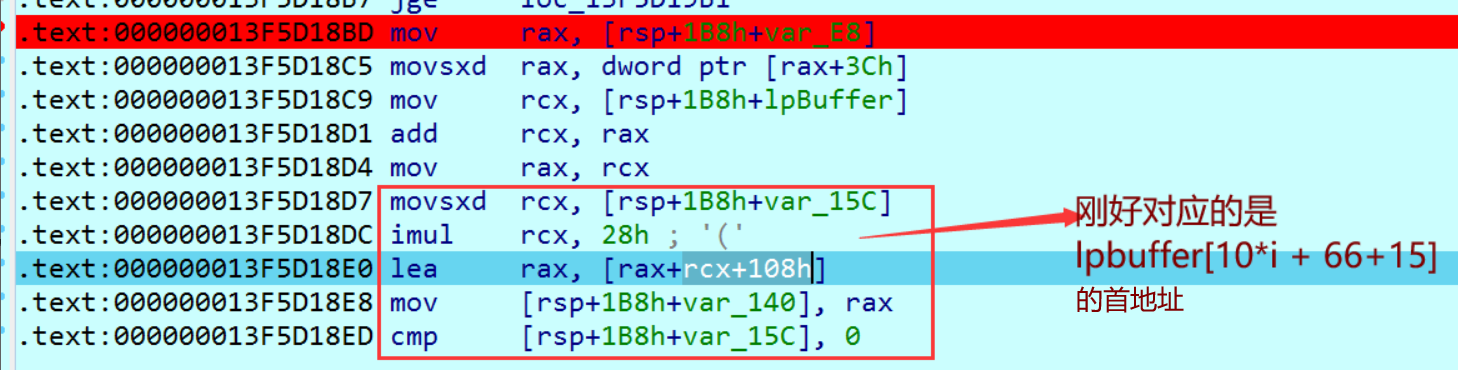 .text:000000013F5D18B7 jge loc_13F5D19B1
.text:000000013F5D18BD mov rax, [rsp+1B8h+var_E8]
.text:000000013F5D18C5 movsxd rax, dword ptr [rax+3Ch]
.text:000000013F5D18C9 mov rcx, [rsp+1B8h+lpBuffer]
.text:000000013F5D18D1 add rcx, rax
.text:000000013F5D18D4 mov rax, rcx
.text:000000013F5D18D7 movsxd rcx, [rsp+1B8h+var_15C]
.text:000000013F5D18DC imul rcx, 28h ; '('
.text:000000013F5D18E0 lea rax, [rax+rcx+108h]
.text:000000013F5D18E8 mov [rsp+1B8h+var_140], rax
.text:000000013F5D18ED cmp [rsp+1B8h+var_15C], 0
刚好对应的是
lpbuffer[10*i + 66+15]
的首地址